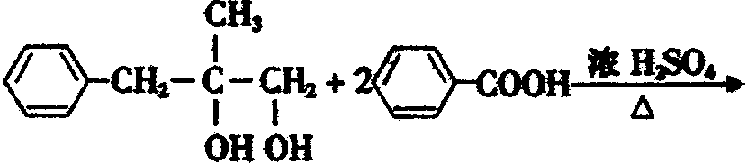 CH₃
CH₂—C—CH₂ + 2 COOH 浓 H₂SO₄
△
OH OH